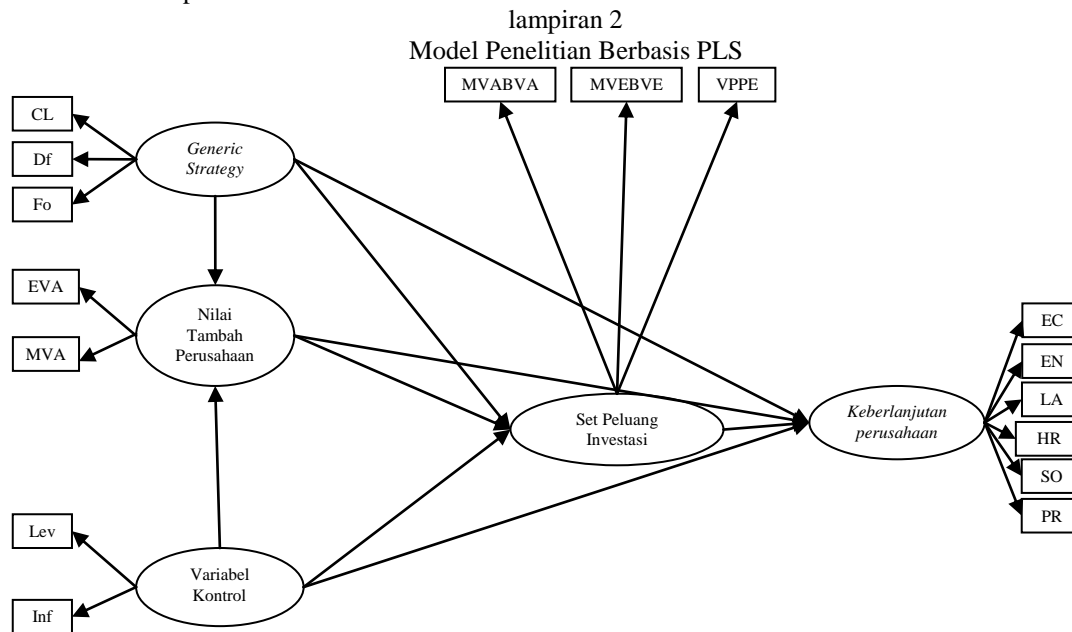 lampiran 2
Model Penelitian Berbasis PLS
MVABVA
MVEBVE
VPPE
CL
Df
Fo
Generic
Strategy
EVA
MVA
Nilai
Tambah
Perusahaan
Set Peluang
Investasi
Keberlanjutan
perusahaan
EC
EN
LA
HR
SO
PR
Lev
Inf
Variabel
Kontrol